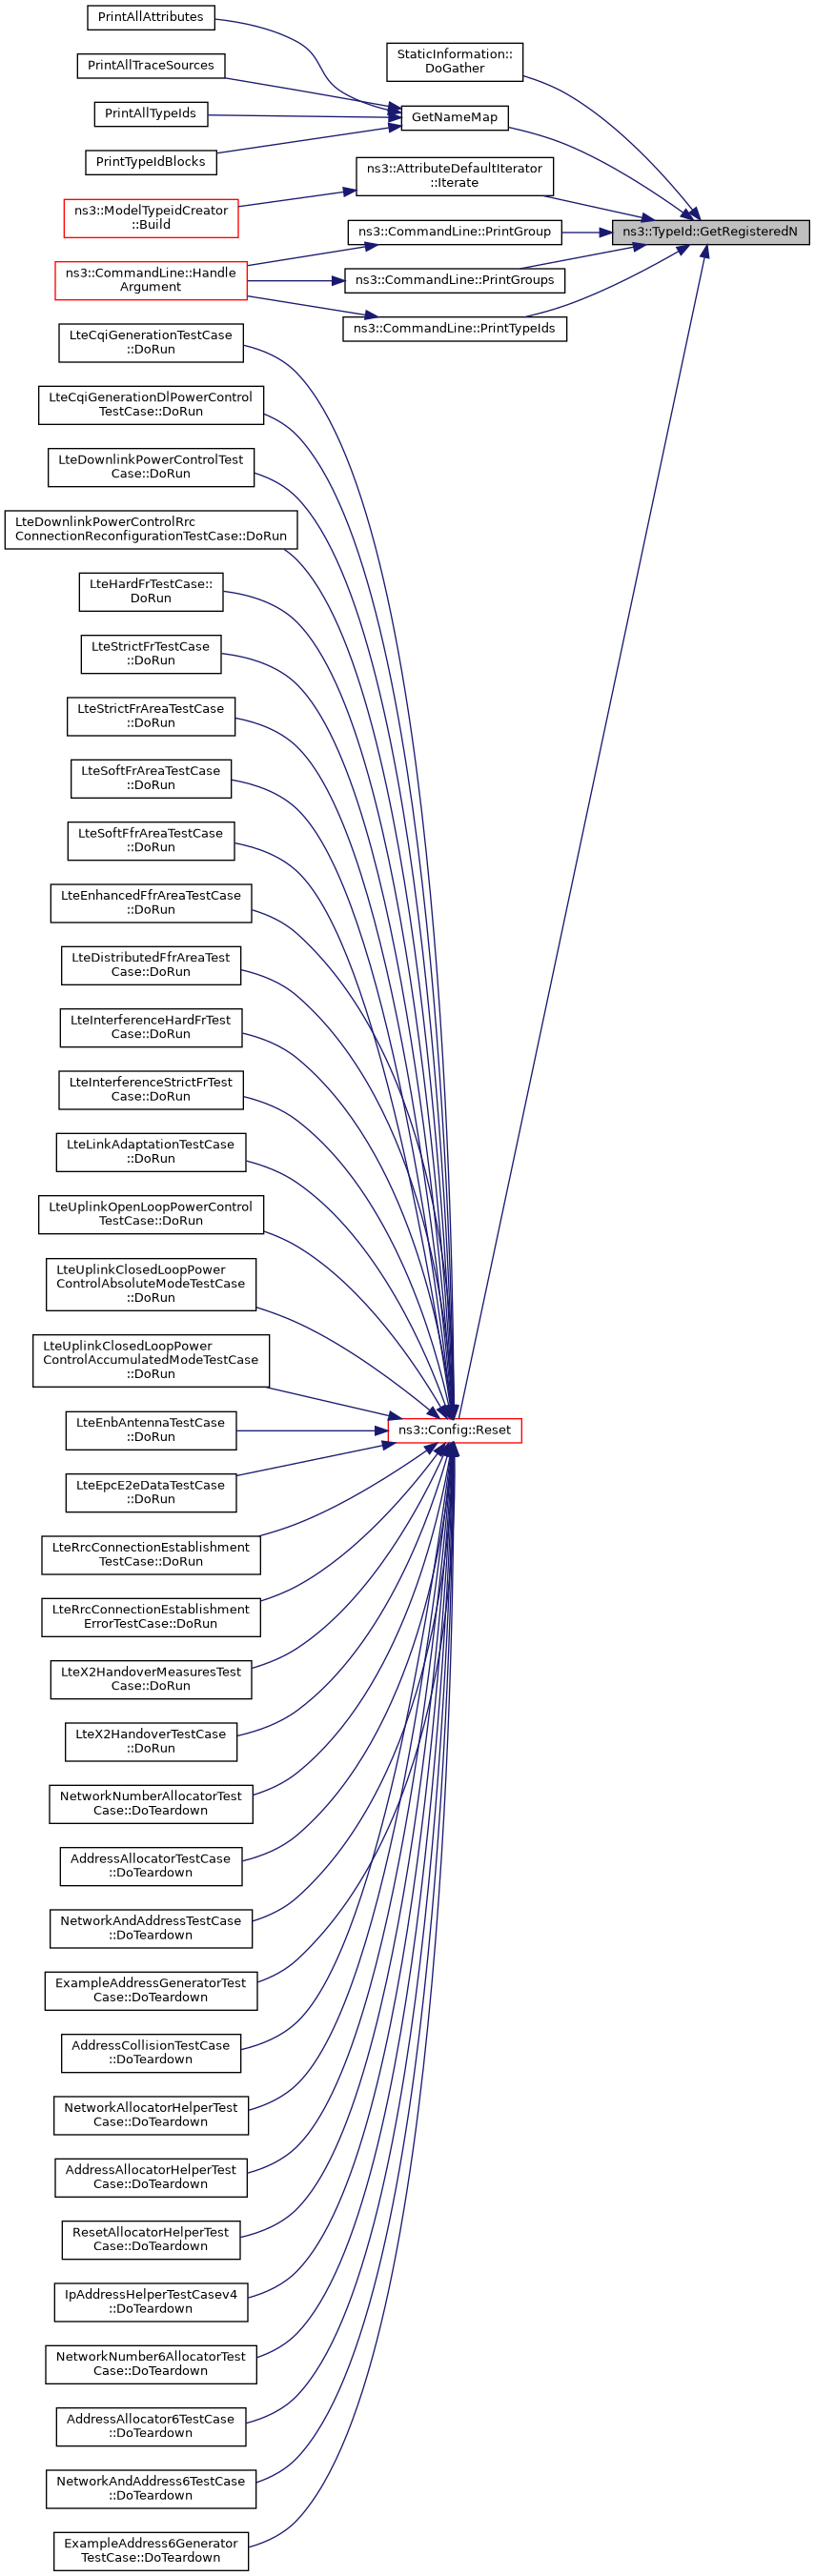 PrintAllAttributes
PrintAllTraceSources
PrintAllTypeIds
PrintTypeIdBlocks
StaticInformation::
DoGather
GetNameMap
ns3::AttributeDefaultIterator
::Iterate
ns3::ModelTypeidCreator
::Build
ns3::CommandLine::PrintGroup
ns3::TypeId::GetRegisteredN
ns3::CommandLine::Handle
Argument
ns3::CommandLine::PrintGroups
ns3::CommandLine::PrintTypeIds
LteCqiGenerationTestCase
::DoRun
LteCqiGenerationDlPowerControl
TestCase::DoRun
LteDownlinkPowerControlTest
Case::DoRun
LteDownlinkPowerControlRrc
ConnectionReconfigurationTestCase::DoRun
LteHardFrTestCase::
DoRun
LteStrictFrTestCase
::DoRun
LteStrictFrAreaTestCase
::DoRun
LteSoftFrAreaTestCase
::DoRun
LteSoftFfrAreaTestCase
::DoRun
LteEnhancedFfrAreaTestCase
::DoRun
LteDistributedFfrAreaTest
Case::DoRun
LteInterferenceHardFrTest
Case::DoRun
LteInterferenceStrictFrTest
Case::DoRun
LteLinkAdaptationTestCase
::DoRun
LteUplinkOpenLoopPowerControl
TestCase::DoRun
LteUplinkClosedLoopPower
ControlAbsoluteModeTestCase
::DoRun
LteUplinkClosedLoopPower
ControlAccumulatedModeTestCase
::DoRun
LteEnbAntennaTestCase
::DoRun
ns3::Config::Reset
LteEpcE2eDataTestCase
::DoRun
LteRrcConnectionEstablishment
TestCase::DoRun
LteRrcConnectionEstablishment
ErrorTestCase::DoRun
LteX2HandoverMeasuresTest
Case::DoRun
LteX2HandoverTestCase
::DoRun
NetworkNumberAllocatorTest
Case::DoTeardown
AddressAllocatorTestCase
::DoTeardown
NetworkAndAddressTestCase
::DoTeardown
ExampleAddressGeneratorTest
Case::DoTeardown
AddressCollisionTestCase
::DoTeardown
NetworkAllocatorHelperTest
Case::DoTeardown
AddressAllocatorHelperTest
Case::DoTeardown
ResetAllocatorHelperTest
Case::DoTeardown
IpAddressHelperTestCasev4
::DoTeardown
NetworkNumber6AllocatorTest
Case::DoTeardown
AddressAllocator6TestCase
::DoTeardown
NetworkAndAddress6TestCase
::DoTeardown
ExampleAddress6Generator
TestCase::DoTeardown